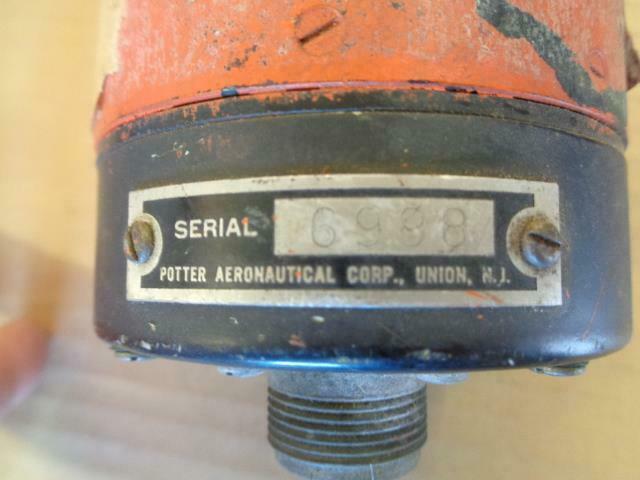 SERIAL 6988
POTTER AERONAUTICAL CORP., UNION, N.J.